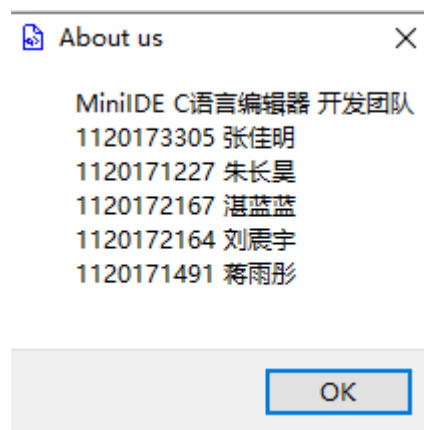 About us
MiniIDE C语言编辑器 开发团队
1120173305 张佳明
1120171227 朱长昊
1120172167 湛蓝蓝
1120172164 刘震宇
1120171491 蒋雨彤
OK